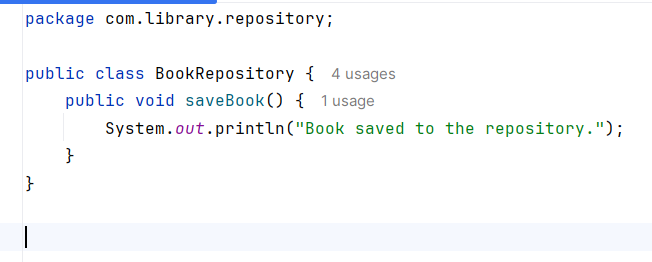 package com.library.repository;
public class BookRepository {  4 usages
    public void saveBook() {  1 usage
        System.out.println("Book saved to the repository.");
    }
}